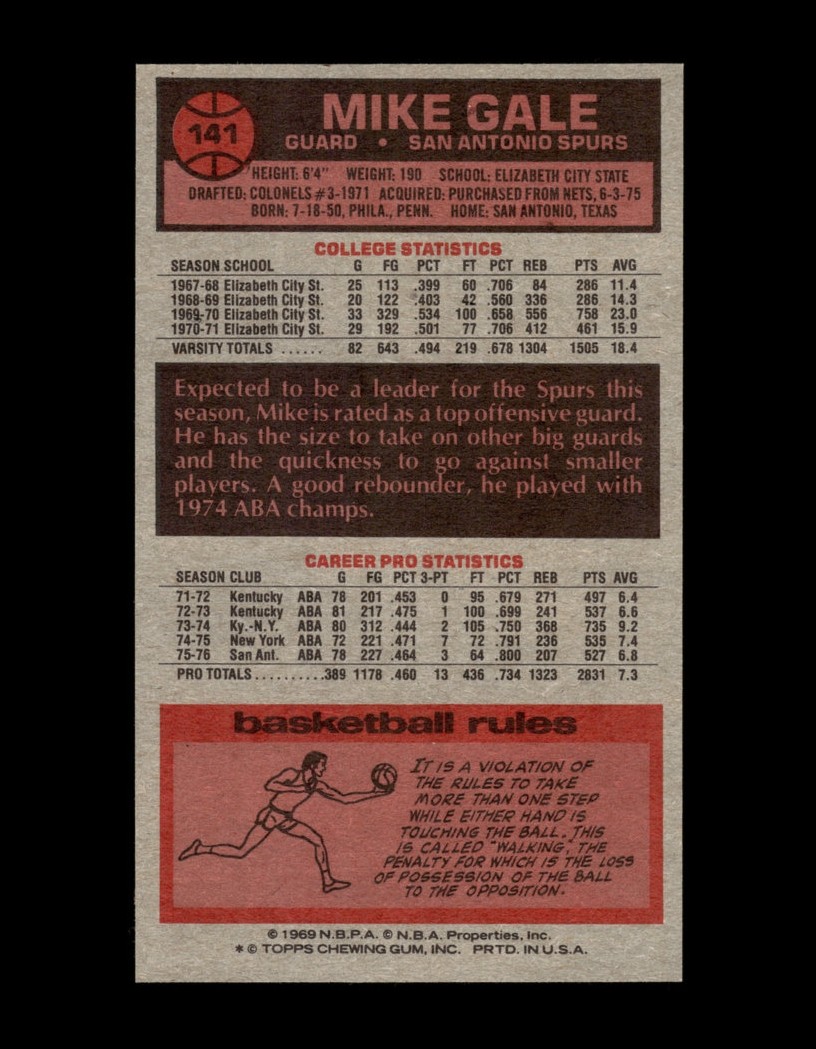 141
MIKE GALE
GUARD • SAN ANTONIO SPURS
HEIGHT: 6'4" WEIGHT: 190 SCHOOL: ELIZABETH CITY STATE
DRAFTED: COLONELS #3-1971 ACQUIRED: PURCHASED FROM NETS, 6-3-75
BORN: 7-18-50, PHILA., PENN. HOME: SAN ANTONIO, TEXAS
COLLEGE STATISTICS
SEASON SCHOOL G FG PCT FT PCT REB PTS AVG
1967-68 Elizabeth City St. 25 113 .399 60 .706 84 286 11.4
1968-69 Elizabeth City St. 20 122 .403 42 .560 336 286 14.3
1969-70 Elizabeth City St. 33 329 .534 100 .658 556 758 23.0
1970-71 Elizabeth City St. 29 192 .501 77 .706 412 461 15.9
VARSITY TOTALS ...... 82 643 .494 219 .678 1304 1505 18.4
Expected to be a leader for the Spurs this
season, Mike is rated as a top offensive guard.
He has the size to take on other big guards
and the quickness to go against smaller
players. A good rebounder, he played with
1974 ABA champs.
CAREER PRO STATISTICS
SEASON CLUB G FG PCT 3-PT FT PCT REB PTS AVG
71-72 Kentucky ABA 78 201 .453 0 95 .679 271 497 6.4
72-73 Kentucky ABA 81 217 .475 1 100 .699 241 537 6.6
73-74 Ky.-N.Y. ABA 80 312 .444 2 105 .750 368 735 9.2
74-75 New York ABA 72 221 .471 7 72 .791 236 535 7.4
75-76 San Ant. ABA 78 227 .464 3 64 .800 207 527 6.8
PRO TOTALS..........389 1178 .460 13 436 .734 1323 2831 7.3
basketball rules
IT IS A VIOLATION OF
THE RULES TO TAKE
MORE THAN ONE STEP
WHILE EITHER HAND IS
TOUCHING THE BALL. THIS
IS CALLED "WALKING," THE
PENALTY FOR WHICH IS THE LOSS
OF POSSESSION OF THE BALL
TO THE OPPOSITION.
© 1969 N.B.P.A. © N.B.A. Properties, Inc.
* © TOPPS CHEWING GUM, INC. PRTD. IN U.S.A.